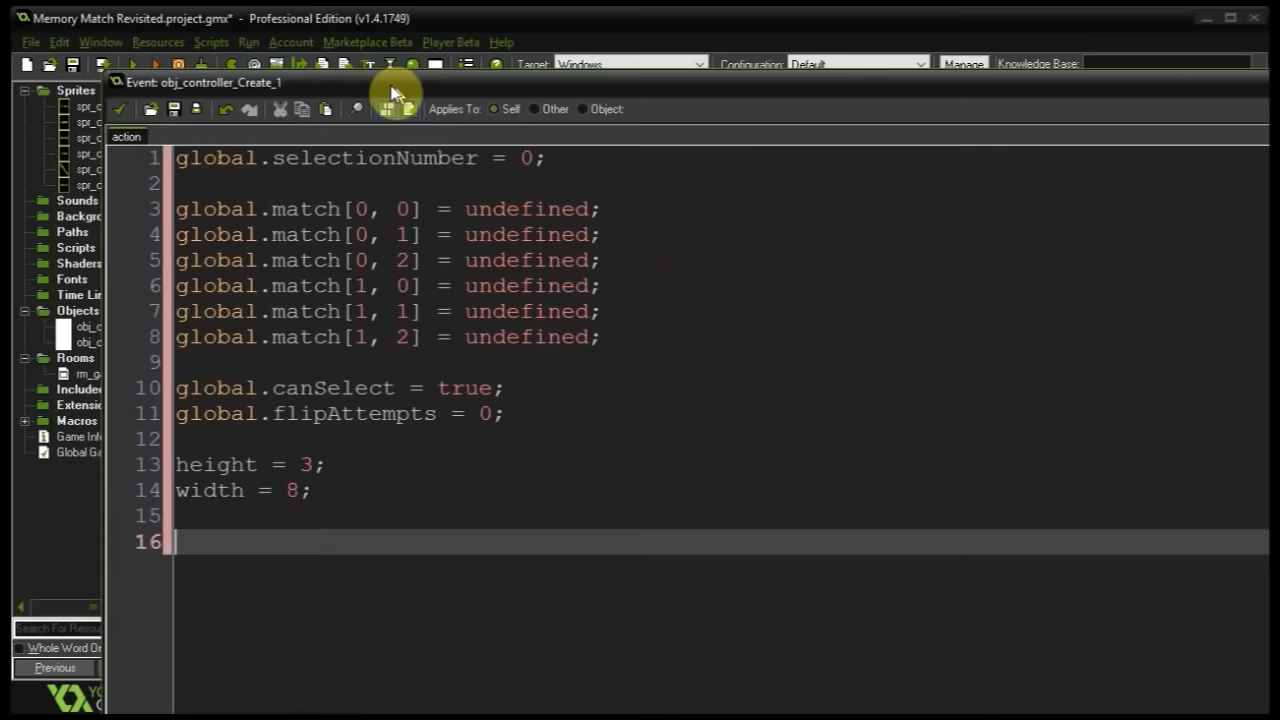 Memory Match Revisited.project.gmx* - Professional Edition (v1.4.1749)
File Edit Window Resources Scripts Run Account Marketplace Beta Player Beta Help
Target: Windows Configuration: Default Manage Knowledge Base:
Event: obj_controller_Create_1
Applies To: Self Other Object:
action
Sprites
spr_c
spr_c
spr_c
spr_c
spr_c
spr_c
Sounds
Backgro
Paths
Scripts
Shaders
Fonts
Time Lin
Objects
obj_c
obj_c
Rooms
rm_ga
Include
Extensio
Macros
Game Info
Global Ga
Search For Resou
Whole Word On
Previous
1 global.selectionNumber = 0;
2
3 global.match[0, 0] = undefined;
4 global.match[0, 1] = undefined;
5 global.match[0, 2] = undefined;
6 global.match[1, 0] = undefined;
7 global.match[1, 1] = undefined;
8 global.match[1, 2] = undefined;
9
10 global.canSelect = true;
11 global.flipAttempts = 0;
12
13 height = 3;
14 width = 8;
15
16